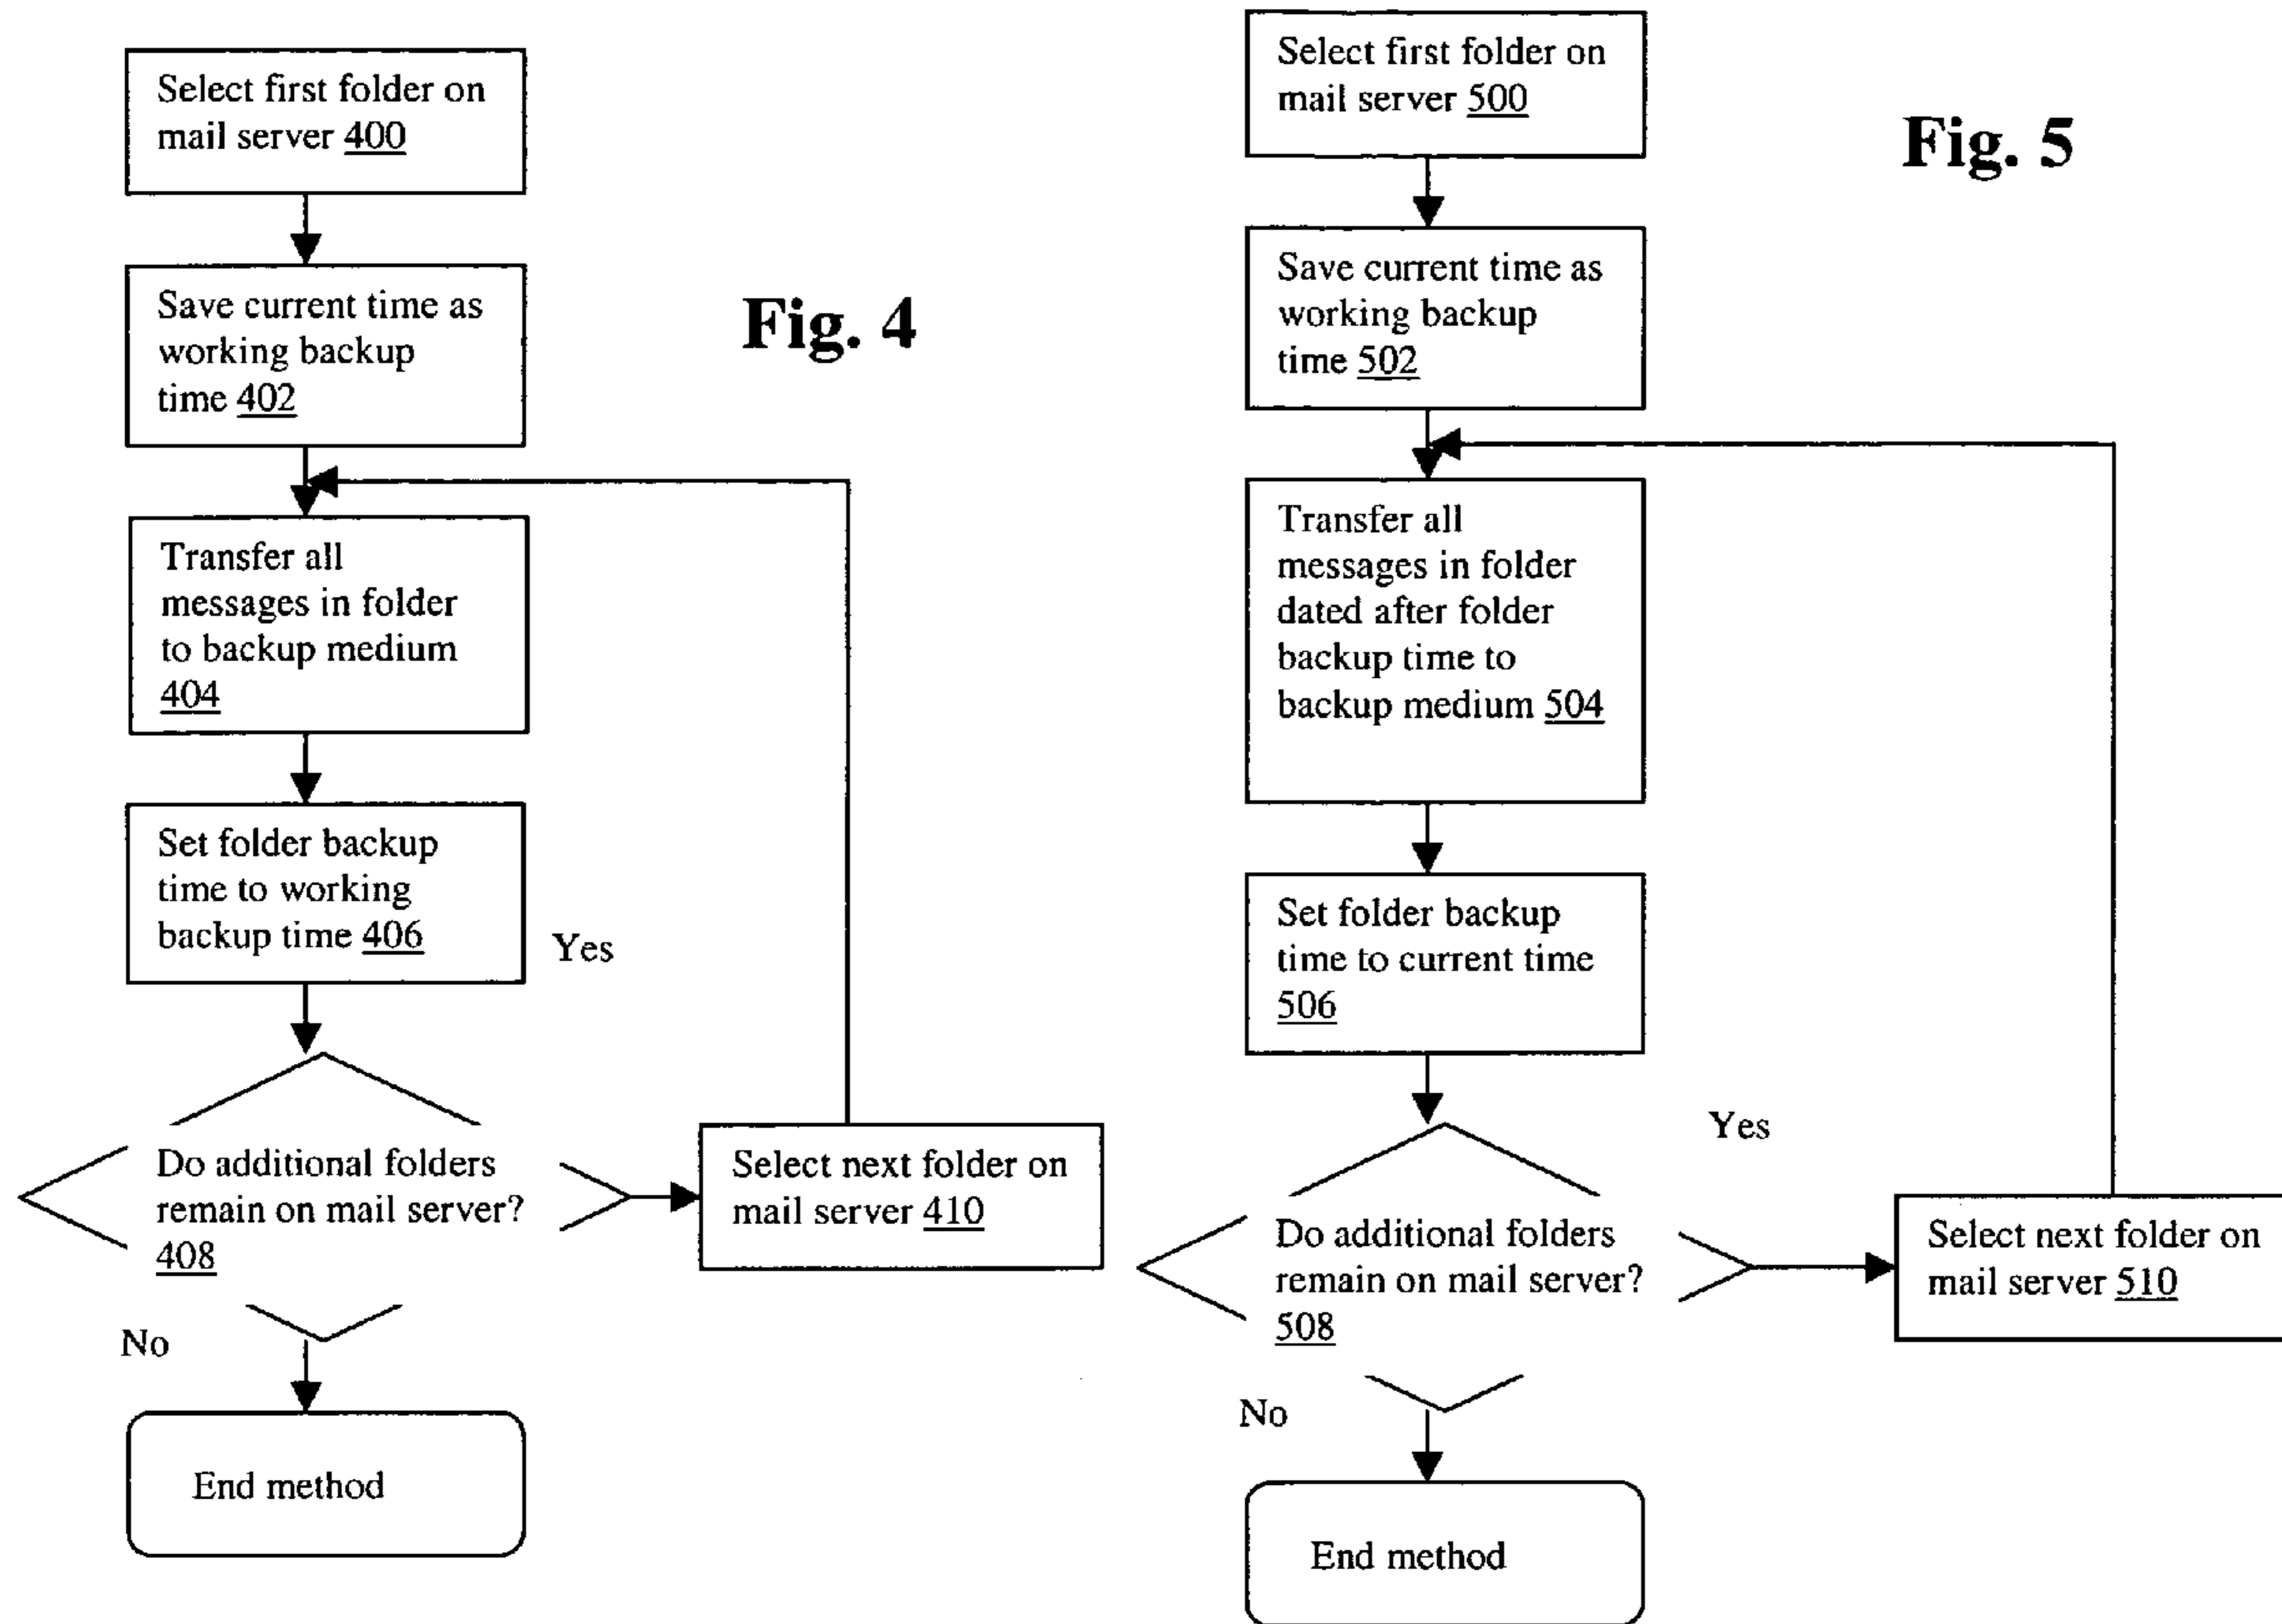 Select first folder on
mail server 400
Save current time as
working backup
time 402
Fig. 4
Transfer all
messages in folder
to backup medium
404
Set folder backup
time to working
backup time 406
Yes
Do additional folders
remain on mail server?
408
Select next folder on
mail server 410
No
End method
Select first folder on
mail server 500
Fig. 5
Save current time as
working backup
time 502
Transfer all
messages in folder
dated after folder
backup time to
backup medium 504
Set folder backup
time to current time
506
Yes
Do additional folders
remain on mail server?
508
Select next folder on
mail server 510
No
End method